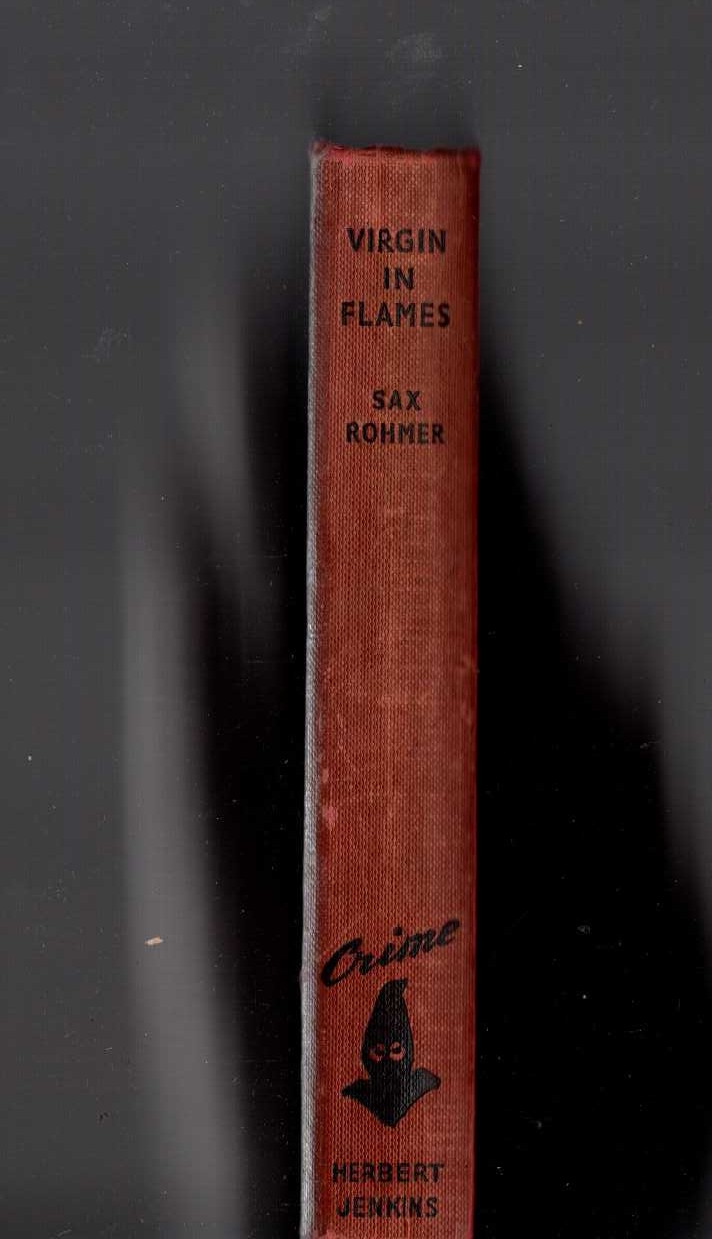 VIRGIN
IN
FLAMES
SAX
ROHMER
Crime
HERBERT
JENKINS